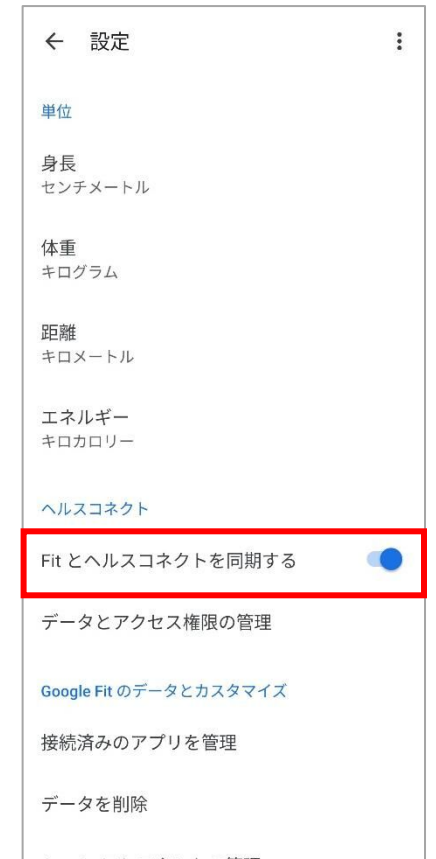 設定
単位
身長
センチメートル
体重
キログラム
距離
キロメートル
エネルギー
キロカロリー
ヘルスコネクト
Fit とヘルスコネクトを同期する
データとアクセス権限の管理
Google Fit のデータとカスタマイズ
接続済みのアプリを管理
データを削除